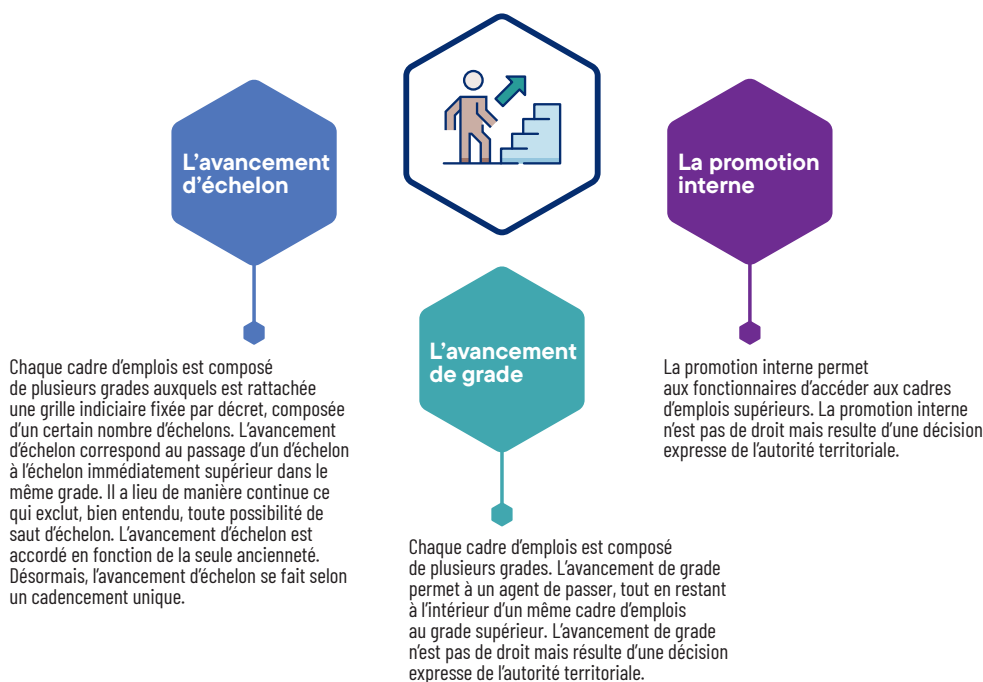 L'avancement
d'échelon
Chaque cadre d'emplois est composé
de plusieurs grades auxquels est rattachée
une grille indiciaire fixée par décret, composée
d'un certain nombre d'échelons. L'avancement
d'échelon correspond au passage d'un d'échelon
à l'échelon immédiatement supérieur dans le
même grade. Il a lieu de manière continue ce
qui exclut, bien entendu, toute possibilité de
saut d'échelon. L'avancement d'échelon est
accordé en fonction de la seule ancienneté.
Désormais, l'avancement d'échelon se fait selon
un cadencement unique.
L'avancement
de grade
Chaque cadre d'emplois est composé
de plusieurs grades. L'avancement de grade
permet à un agent de passer, tout en restant
à l'intérieur d'un même cadre d'emplois
au grade supérieur. L'avancement de grade
n'est pas de droit mais résulte d'une décision
expresse de l'autorité territoriale.
La promotion
interne
La promotion interne permet
aux fonctionnaires d'accéder aux cadres
d'emplois supérieurs. La promotion interne
n'est pas de droit mais resulte d'une décision
expresse de l'autorité territoriale.